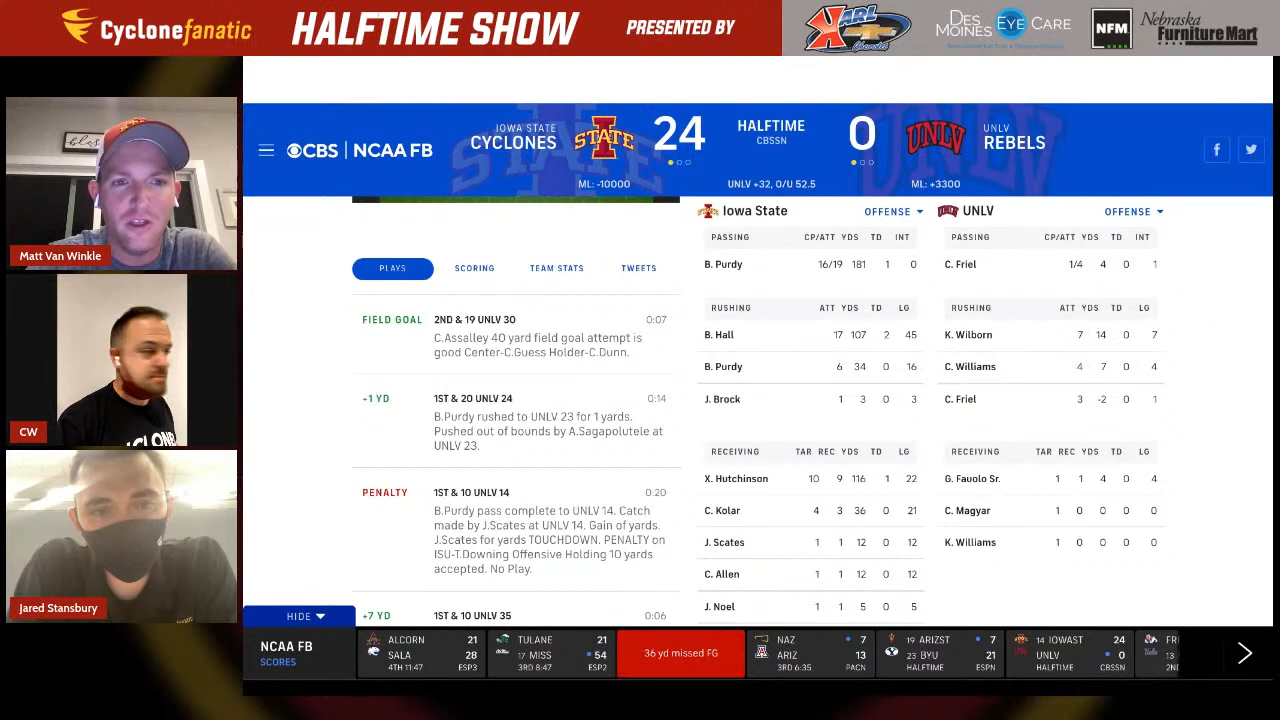 Cyclonefanatic
HALFTIME SHOW
PRESENTED BY
KARL
Chevrolet
DES MOINES EYE CARE
NFM
Nebraska Furniture Mart
CBS | NCAA FB
IOWA STATE
CYCLONES
STATE
24
HALFTIME
CBSSN
0
UNLV
UNLV
REBELS
ML: -10000
UNLV +32, O/U 52.5
ML: +3300
Matt Van Winkle
CW
Jared Stansbury
PLAYS
SCORING
TEAM STATS
TWEETS
FIELD GOAL 2ND & 19 UNLV 30 0:07
C.Assalley 40 yard field goal attempt is
good Center-C.Guess Holder-C.Dunn.
+1 YD 1ST & 20 UNLV 24 0:14
B.Purdy rushed to UNLV 23 for 1 yards.
Pushed out of bounds by A.Sagapolutele at
UNLV 23.
PENALTY 1ST & 10 UNLV 14 0:20
B.Purdy pass complete to UNLV 14. Catch
made by J.Scates at UNLV 14. Gain of yards.
J.Scates for yards TOUCHDOWN. PENALTY on
ISU-T.Downing Offensive Holding 10 yards
accepted. No Play.
+7 YD 1ST & 10 UNLV 35 0:06
Iowa State OFFENSE
PASSING CP/ATT YDS TD INT
B. Purdy 16/19 181 1 0
RUSHING ATT YDS TD LG
B. Hall 17 107 2 45
B. Purdy 6 34 0 16
J. Brock 1 3 0 3
RECEIVING TAR REC YDS TD LG
X. Hutchinson 10 9 116 1 22
C. Kolar 4 3 36 0 21
J. Scates 1 1 12 0 12
C. Allen 1 1 12 0 12
J. Noel 1 1 5 0 5
UNLV OFFENSE
PASSING CP/ATT YDS TD INT
C. Friel 1/4 4 0 1
RUSHING ATT YDS TD LG
K. Wilborn 7 14 0 7
C. Williams 4 7 0 4
C. Friel 3 -2 0 1
RECEIVING TAR REC YDS TD LG
G. Fauolo Sr. 1 1 4 0 4
C. Magyar 1 0 0 0 0
K. Williams 1 0 0 0 0
HIDE
NCAA FB
SCORES
ALCORN 21
SALA 28
4TH 11:47 ESP3
TULANE 21
17 MISS 54
3RD 8:47 ESP2
36 yd missed FG
NAZ 7
ARIZ 13
3RD 6:35 PACN
19 ARIZST 7
23 BYU 21
HALFTIME ESPN
14 IOWAST 24
UNLV 0
HALFTIME CBSSN
13